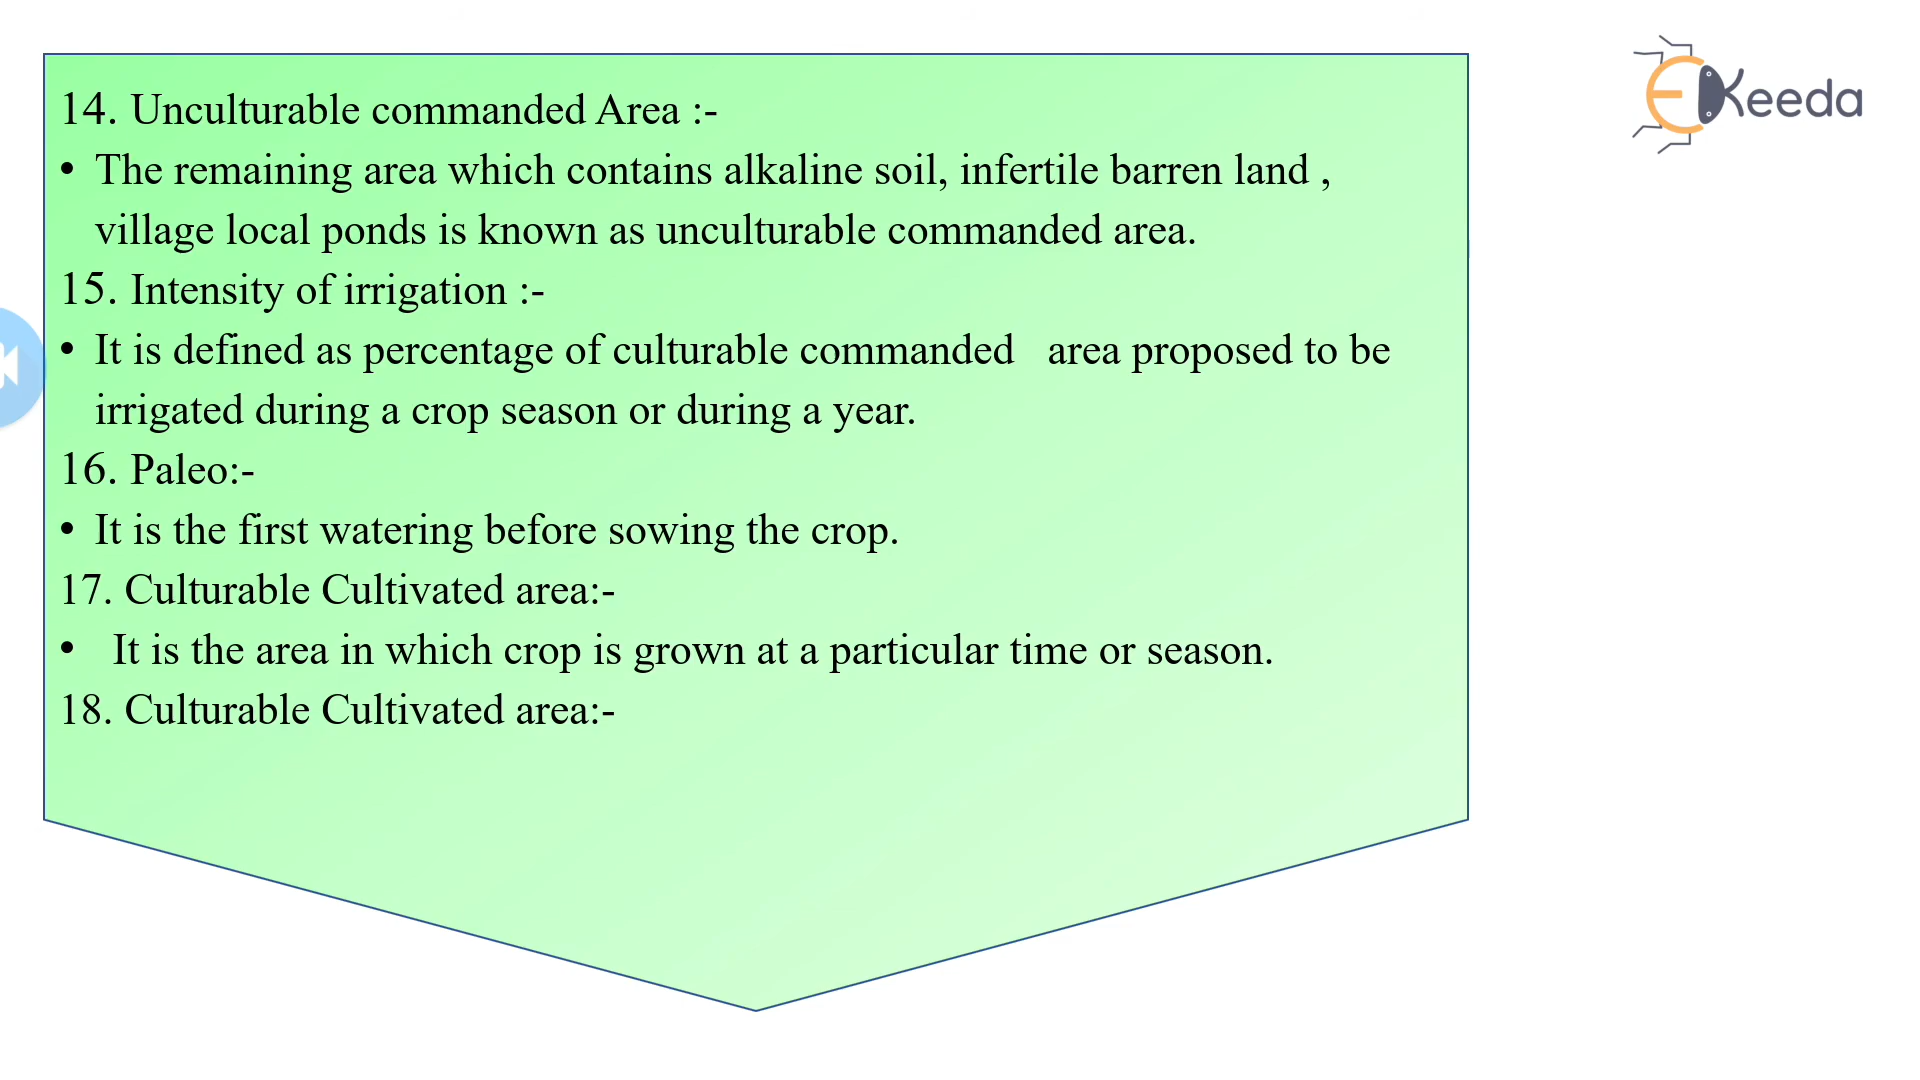 14. Unculturable commanded Area :-
• The remaining area which contains alkaline soil, infertile barren land ,
village local ponds is known as unculturable commanded area.
15. Intensity of irrigation :-
• It is defined as percentage of culturable commanded   area proposed to be
irrigated during a crop season or during a year.
16. Paleo:-
• It is the first watering before sowing the crop.
17. Culturable Cultivated area:-
• It is the area in which crop is grown at a particular time or season.
18. Culturable Cultivated area:-
EKeeda